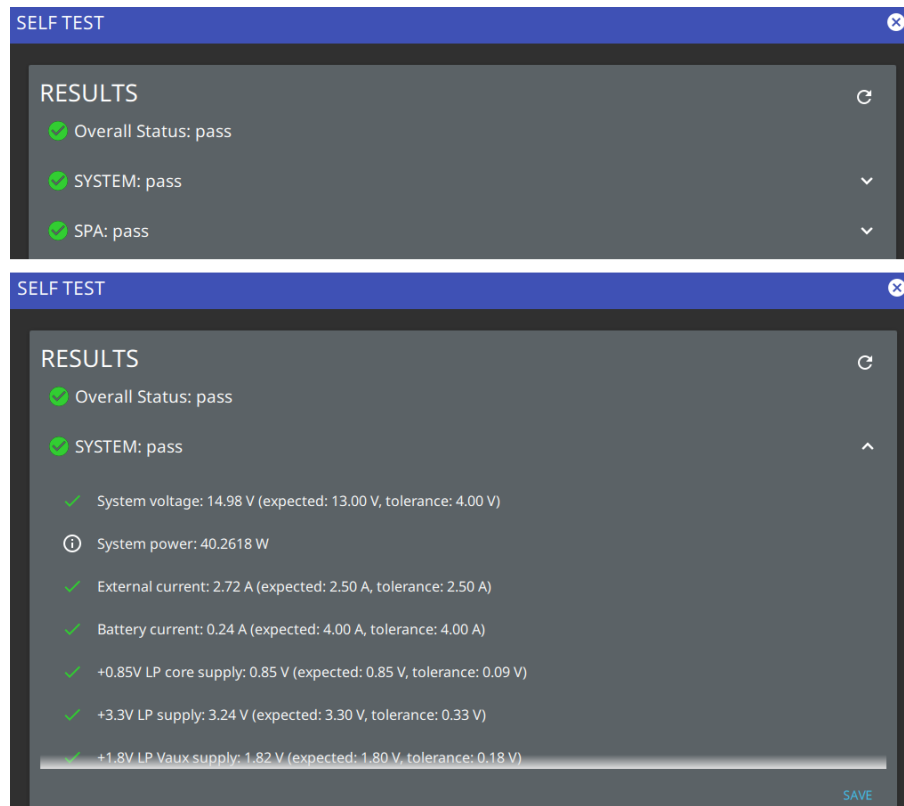 SELF TEST
RESULTS
Overall Status: pass
SYSTEM: pass
SPA: pass
SELF TEST
RESULTS
Overall Status: pass
SYSTEM: pass
System voltage: 14.98 V (expected: 13.00 V, tolerance: 4.00 V)
System power: 40.2618 W
External current: 2.72 A (expected: 2.50 A, tolerance: 2.50 A)
Battery current: 0.24 A (expected: 4.00 A, tolerance: 4.00 A)
+0.85V LP core supply: 0.85 V (expected: 0.85 V, tolerance: 0.09 V)
+3.3V LP supply: 3.24 V (expected: 3.30 V, tolerance: 0.33 V)
+1.8V LP Vaux supply: 1.82 V (expected: 1.80 V, tolerance: 0.18 V)
SAVE